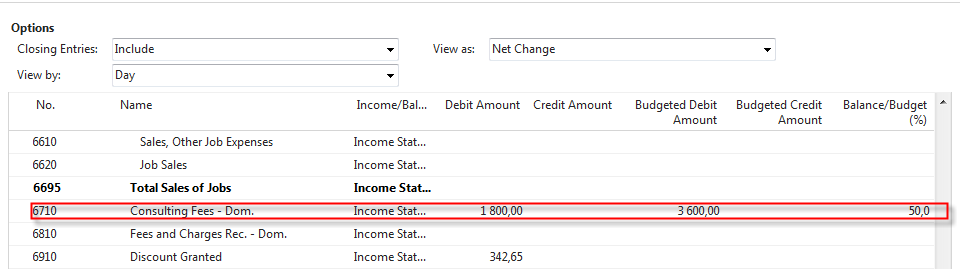 Options
Closing Entries: Include View as: Net Change
View by: Day
No. Name Income/Bal... Debit Amount Credit Amount Budgeted Debit Amount Budgeted Credit Amount Balance/Budget (%)
6610 Sales, Other Job Expenses Income Stat...
6620 Job Sales Income Stat...
6695 Total Sales of Jobs Income Stat...
6710 Consulting Fees - Dom. Income Stat... 1 800,00 3 600,00 50,0
6810 Fees and Charges Rec. - Dom. Income Stat...
6910 Discount Granted Income Stat... 342,65